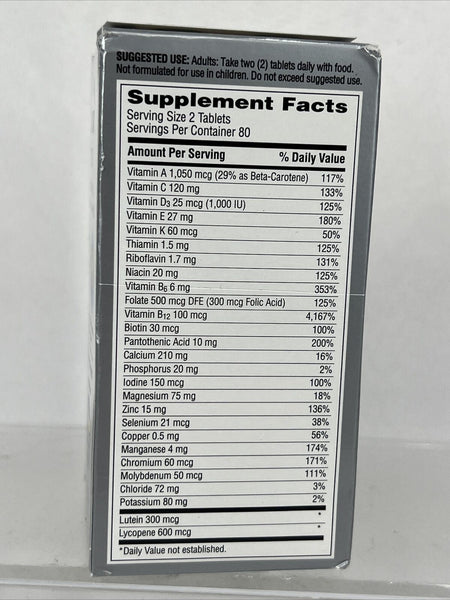 SUGGESTED USE: Adults: Take two (2) tablets daily with food.
Not formulated for use in children. Do not exceed suggested use.
Supplement Facts
Serving Size 2 Tablets
Servings Per Container 80
Amount Per Serving % Daily Value
Vitamin A 1,050 mcg (29% as Beta-Carotene) 117%
Vitamin C 120 mg 133%
Vitamin D3 25 mcg (1,000 IU) 125%
Vitamin E 27 mg 180%
Vitamin K 60 mcg 50%
Thiamin 1.5 mg 125%
Riboflavin 1.7 mg 131%
Niacin 20 mg 125%
Vitamin B6 6 mg 353%
Folate 500 mcg DFE (300 mcg Folic Acid) 125%
Vitamin B12 100 mcg 4,167%
Biotin 30 mcg 100%
Pantothenic Acid 10 mg 200%
Calcium 210 mg 16%
Phosphorus 20 mg 2%
Iodine 150 mcg 100%
Magnesium 75 mg 18%
Zinc 15 mg 136%
Selenium 21 mcg 38%
Copper 0.5 mg 56%
Manganese 4 mg 174%
Chromium 60 mcg 171%
Molybdenum 50 mcg 111%
Chloride 72 mg 3%
Potassium 80 mg 2%
Lutein 300 mcg *
Lycopene 600 mcg *
*Daily Value not established.